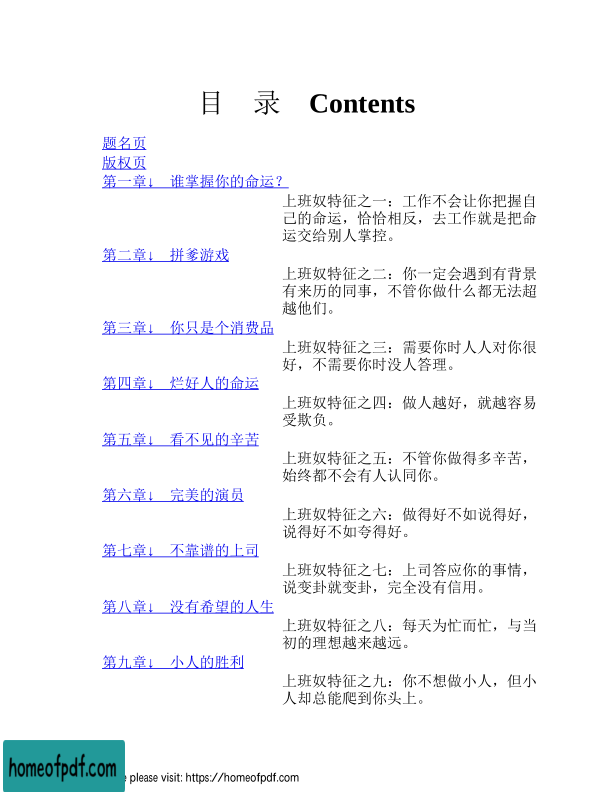 目 录 Contents
题名页
版权页
第一章↓ 谁掌握你的命运？
上班奴特征之一：工作不会让你把握自
己的命运，恰恰相反，去工作就是把命
运交给别人掌控。
第二章↓ 拼爹游戏
上班奴特征之二：你一定会遇到有背景
有来历的同事，不管你做什么都无法超
越他们。
第三章↓ 你只是个消费品
上班奴特征之三：需要你时人人对你很
好，不需要你时没人答理。
第四章↓ 烂好人的命运
上班奴特征之四：做人越好，就越容易
受欺负。
第五章↓ 看不见的辛苦
上班奴特征之五：不管你做得多辛苦，
始终都不会有人认同你。
第六章↓ 完美的演员
上班奴特征之六：做得好不如说得好，
说得好不如夸得好。
第七章↓ 不靠谱的上司
上班奴特征之七：上司答应你的事情，
说变卦就变卦，完全没有信用。
第八章↓ 没有希望的人生
上班奴特征之八：每天为忙而忙，与当
初的理想越来越远。
第九章↓ 小人的胜利
上班奴特征之九：你不想做小人，但小
人却总能爬到你头上。
homeofpdf.com
please visit: https://homeofpdf.com